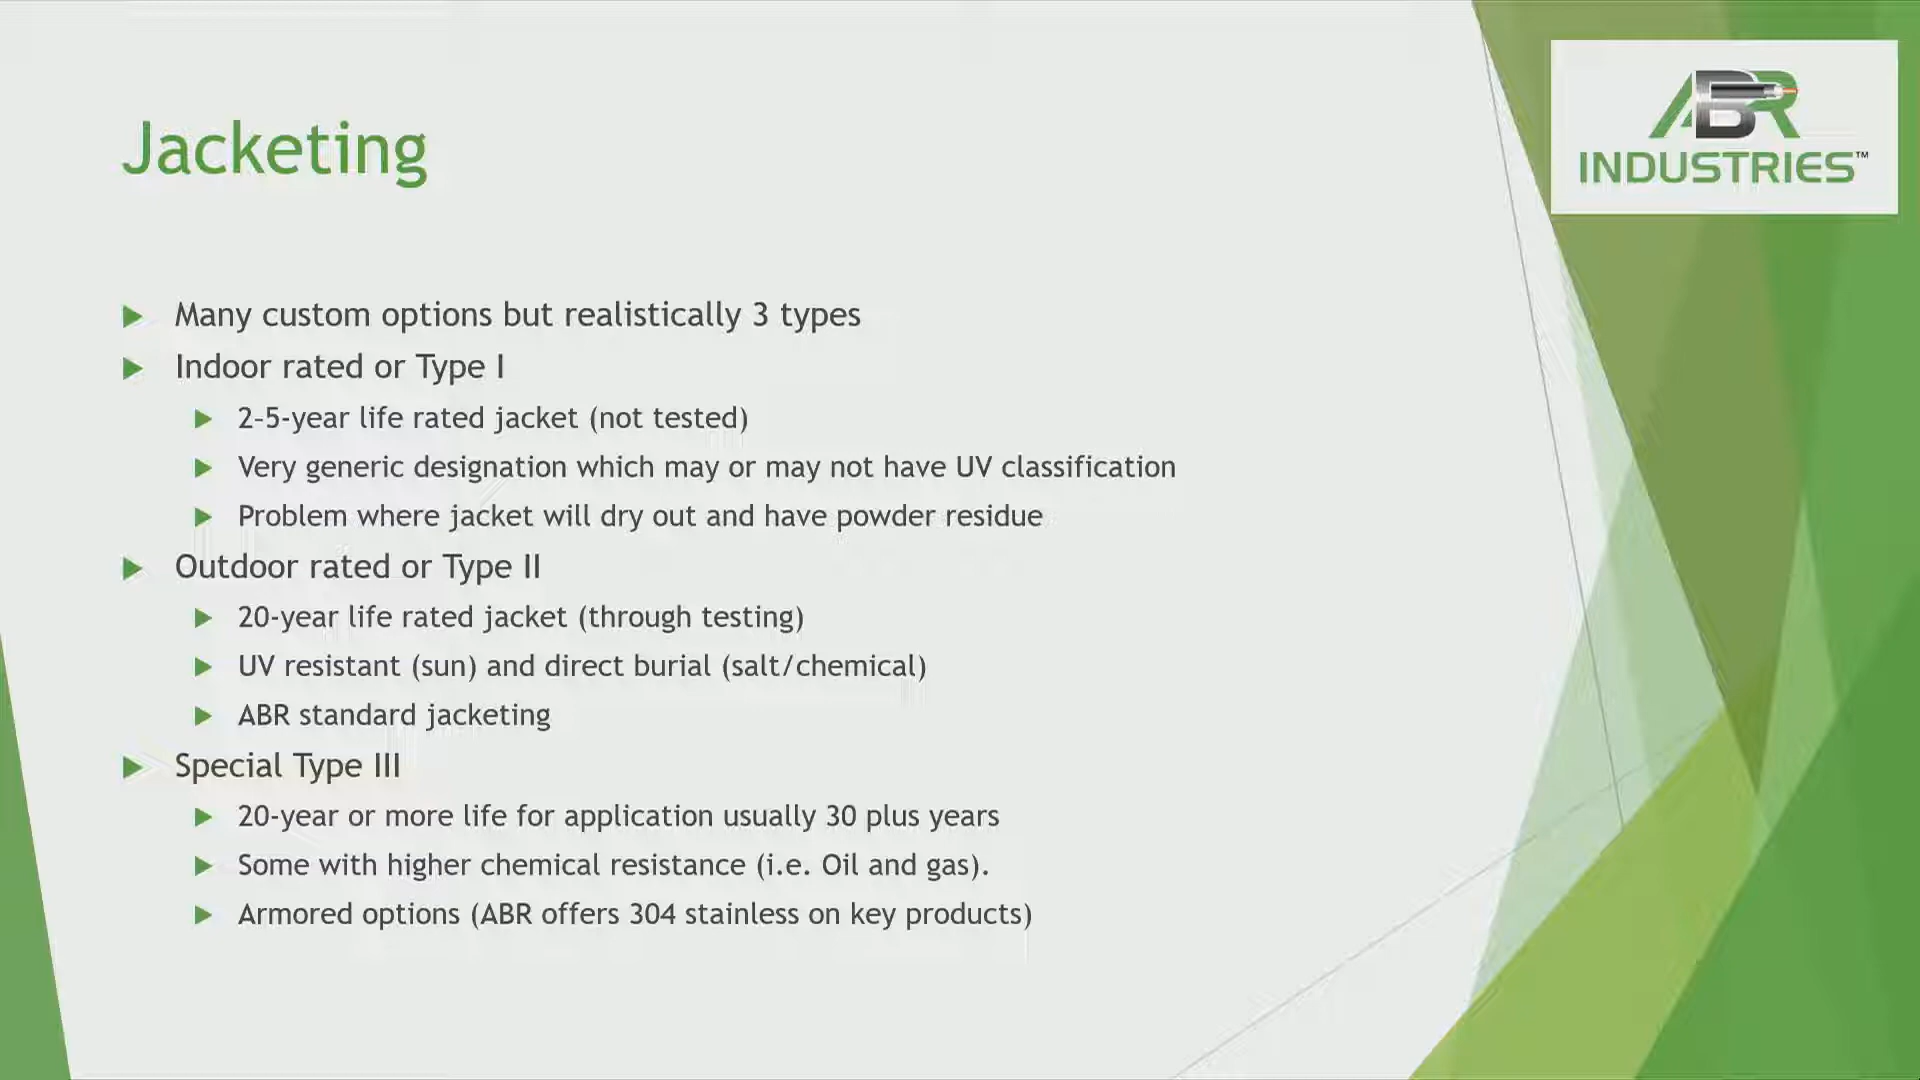 ABR
INDUSTRIES™
Jacketing
Many custom options but realistically 3 types
Indoor rated or Type I
2-5-year life rated jacket (not tested)
Very generic designation which may or may not have UV classification
Problem where jacket will dry out and have powder residue
Outdoor rated or Type II
20-year life rated jacket (through testing)
UV resistant (sun) and direct burial (salt/chemical)
ABR standard jacketing
Special Type III
20-year or more life for application usually 30 plus years
Some with higher chemical resistance (i.e. Oil and gas).
Armored options (ABR offers 304 stainless on key products)